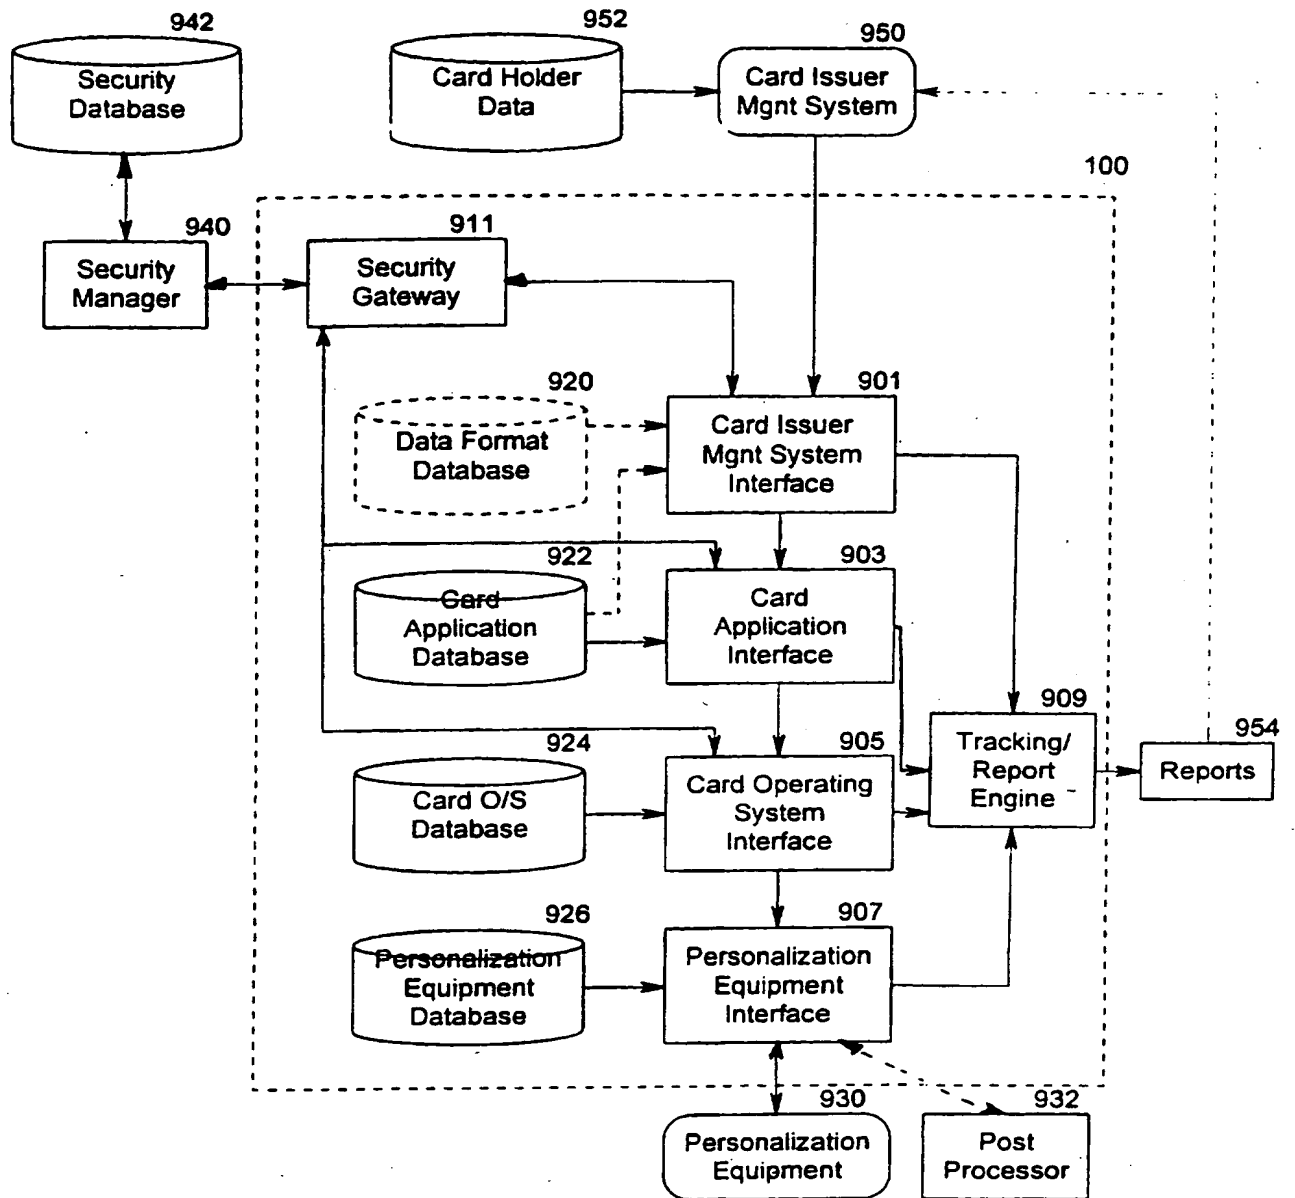 942
Security
Database
952
Card Holder
Data
950
Card Issuer
Mgnt System
100
940
Security
Manager
911
Security
Gateway
920
Data Format
Database
901
Card Issuer
Mgnt System
Interface
922
Card
Application
Database
903
Card
Application
Interface
924
Card O/S
Database
905
Card Operating
System
Interface
909
Tracking/
Report
Engine
954
Reports
926
Personalization
Equipment
Database
907
Personalization
Equipment
Interface
930
Personalization
Equipment
932
Post
Processor